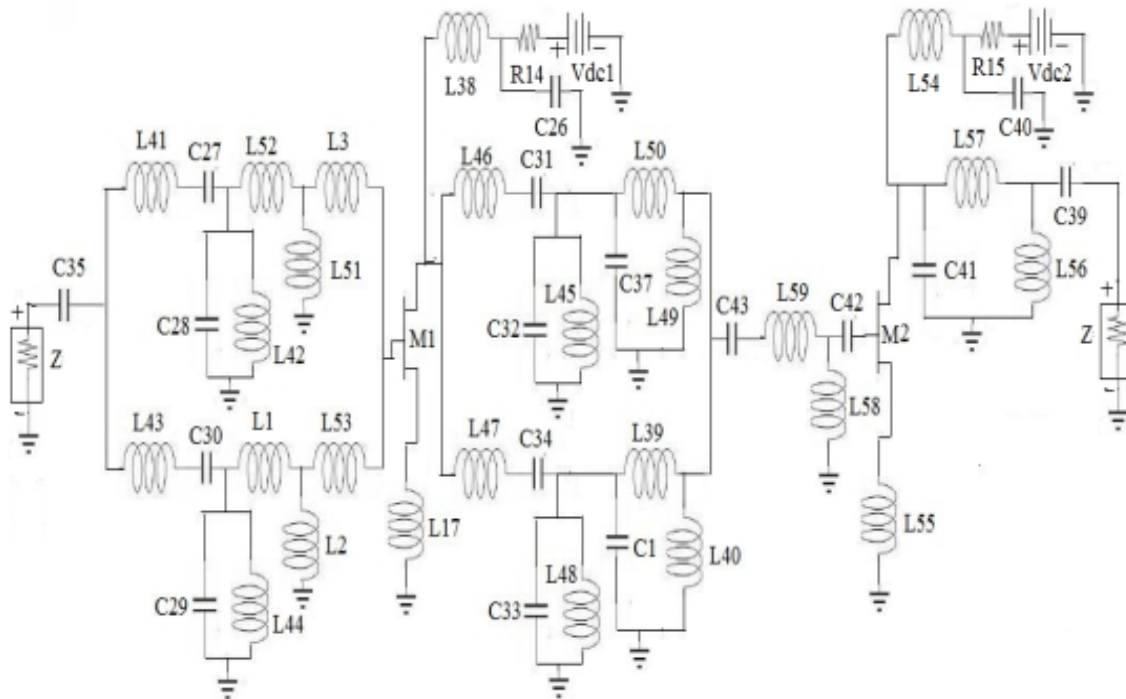 L38
R14
+
−
Vdc1
C26
L54
R15
+
−
Vdc2
C40
L41
C27
L52
L3
L46
C31
L50
L57
C39
C35
L51
C28
L42
M1
L45
C32
C37
L49
C43
L59
C42
M2
C41
L56
+
Z
+
Z
L58
L43
C30
L1
L53
L47
C34
L39
L17
L2
L55
C29
L44
L48
C33
C1
L40